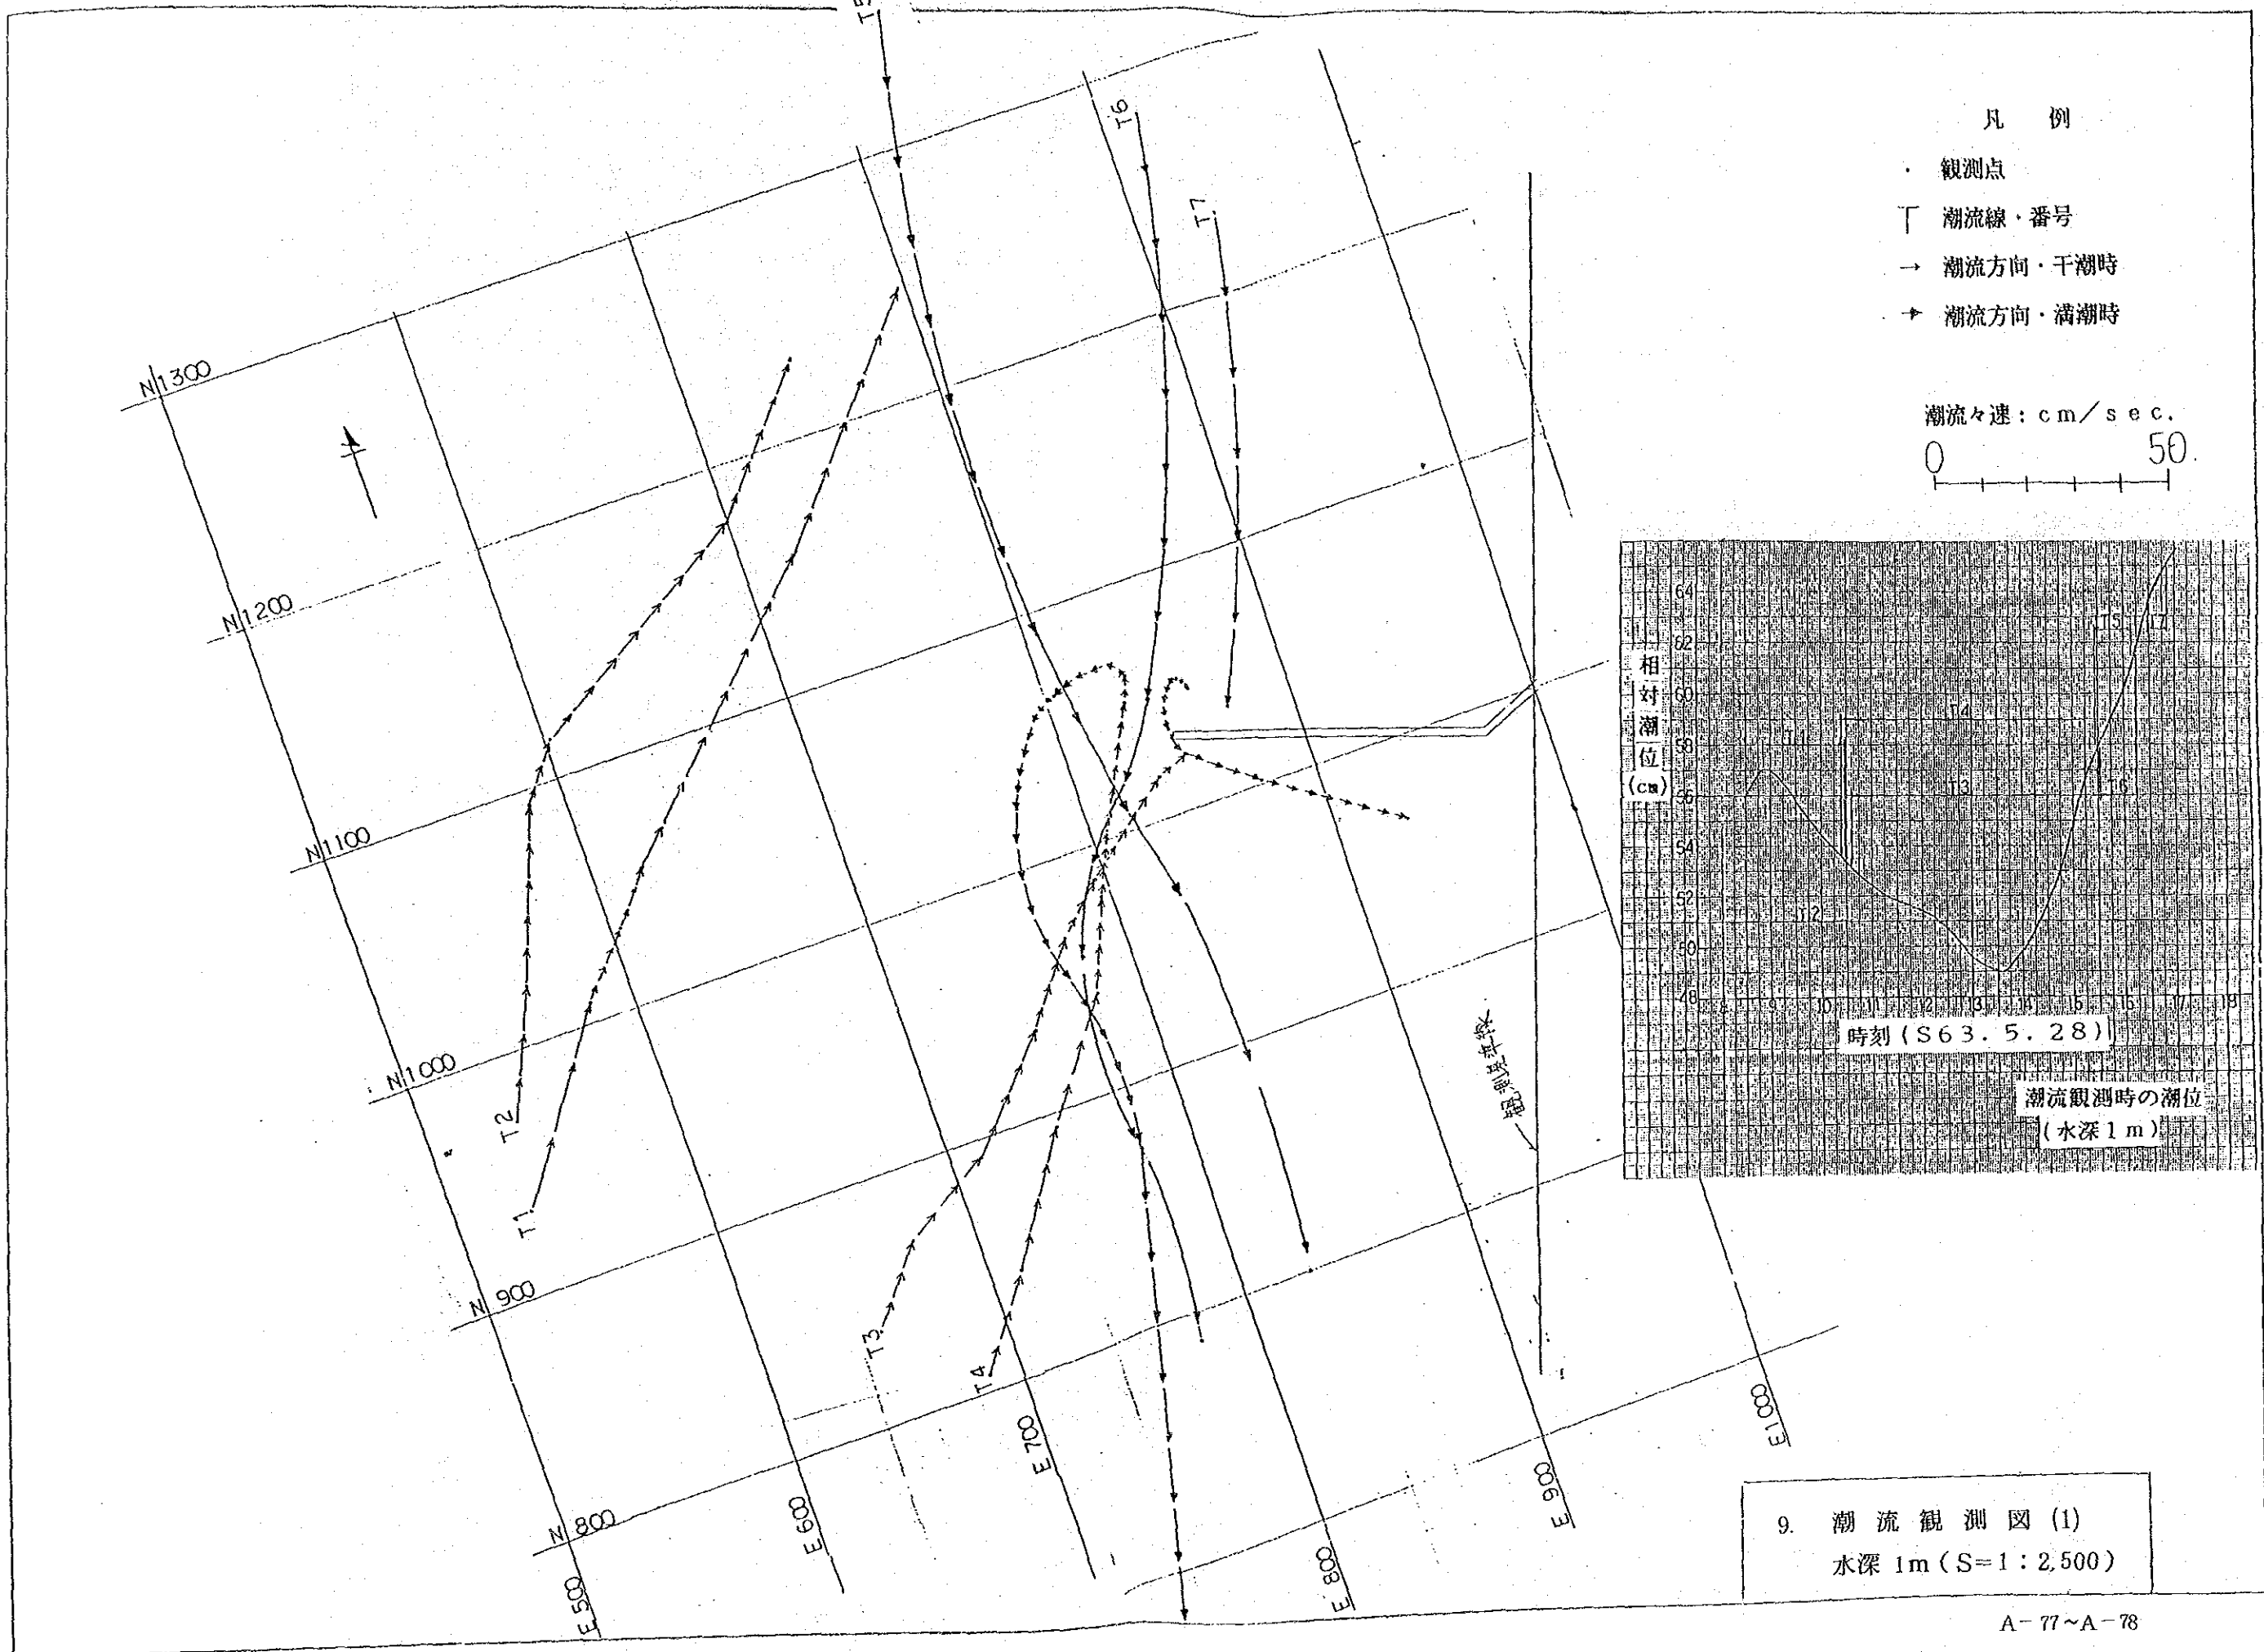 T5
T6
T7
N1300
N1200
N1100
N1000
N 900
N 800
T2
T1
T3
T4
E 500
E 600
E 700
E 800
E 900
E1000
観測基準線
凡 例
・ 観測点
T 潮流線・番号
→ 潮流方向・干潮時
潮流方向・満潮時
潮流々速：cm／sec.
0 50
相対潮位
(cm)
64
62
60
58
56
54
52
50
48
T1
T2
T3
T4
T5
T6
T7
8 9 10 11 12 13 14 15 16 17 18
時刻(S63.5.28)
潮流観測時の潮位
(水深1m)
9. 潮流観測図(1)
水深 1m(S=1：2,500)
A-77~A-78